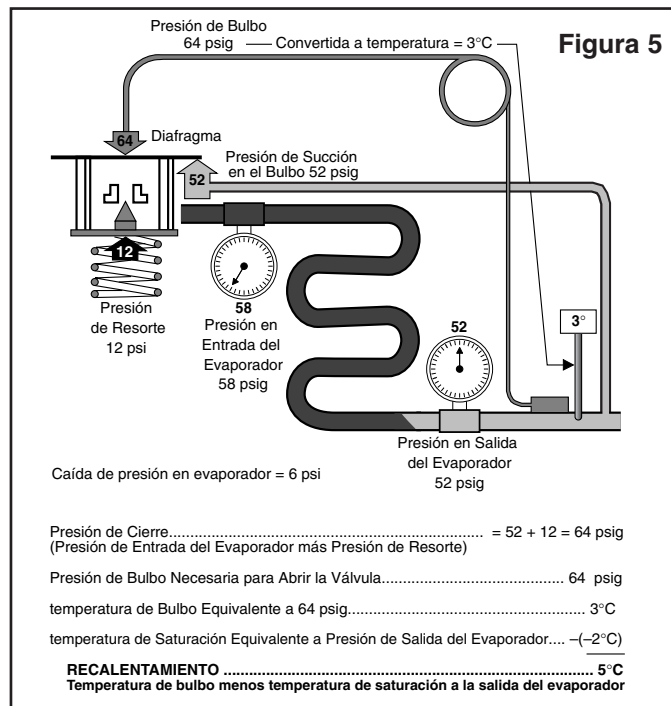 Presión de Bulbo
64 psig
Convertida a temperatura = 3°C
Figura 5
64
Diafragma
Presión de Succión
en el Bulbo 52 psig
52
12
Presión
de Resorte
12 psi
58
Presión en
Entrada del
Evaporador
58 psig
52
3°
Presión en Salida
del Evaporador
52 psig
Caída de presión en evaporador = 6 psi
Presión de Cierre........................................................................ = 52 + 12 = 64 psig
(Presión de Entrada del Evaporador más Presión de Resorte)
Presión de Bulbo Necesaria para Abrir la Válvula........................................ 64 psig
temperatura de Bulbo Equivalente a 64 psig................................................... 3°C
temperatura de Saturación Equivalente a Presión de Salida del Evaporador.... –(–2°C)
RECALENTAMIENTO .................................................................................. 5°C
Temperatura de bulbo menos temperatura de saturación a la salida del evaporador